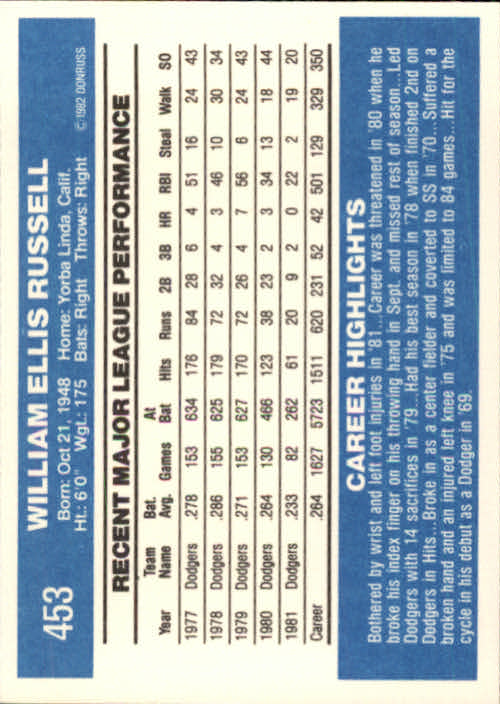 453
WILLIAM ELLIS RUSSELL
Born: Oct 21, 1948 Home: Yorba Linda, Calif.
Ht.: 6'0" Wgt.: 175 Bats: Right Throws: Right © 1982 DONRUSS
RECENT MAJOR LEAGUE PERFORMANCE
Year Team Name Bat. Avg. Games At Bat Hits Runs 2B 3B HR RBI Steal Walk SO
1977 Dodgers .278 153 634 176 84 28 6 4 51 16 24 43
1978 Dodgers .286 155 625 179 72 32 4 3 46 10 30 34
1979 Dodgers .271 153 627 170 72 26 4 7 56 6 24 43
1980 Dodgers .264 130 466 123 38 23 2 3 34 13 18 44
1981 Dodgers .233 82 262 61 20 9 2 0 22 2 19 20
Career .264 1627 5723 1511 620 231 52 42 501 129 329 350
CAREER HIGHLIGHTS
Bothered by wrist and left foot injuries in '81...Career was threatened in '80 when he
broke his index finger on his throwing hand in Sept. and missed rest of season...Led
Dodgers with 14 sacrifices in '79...Had his best season in '78 when finished 2nd on
Dodgers in Hits...Broke in as a center fielder and coverted to SS in '70...Suffered a
broken hand and an injured left knee in '75 and was limited to 84 games...Hit for the
cycle in his debut as a Dodger in '69.